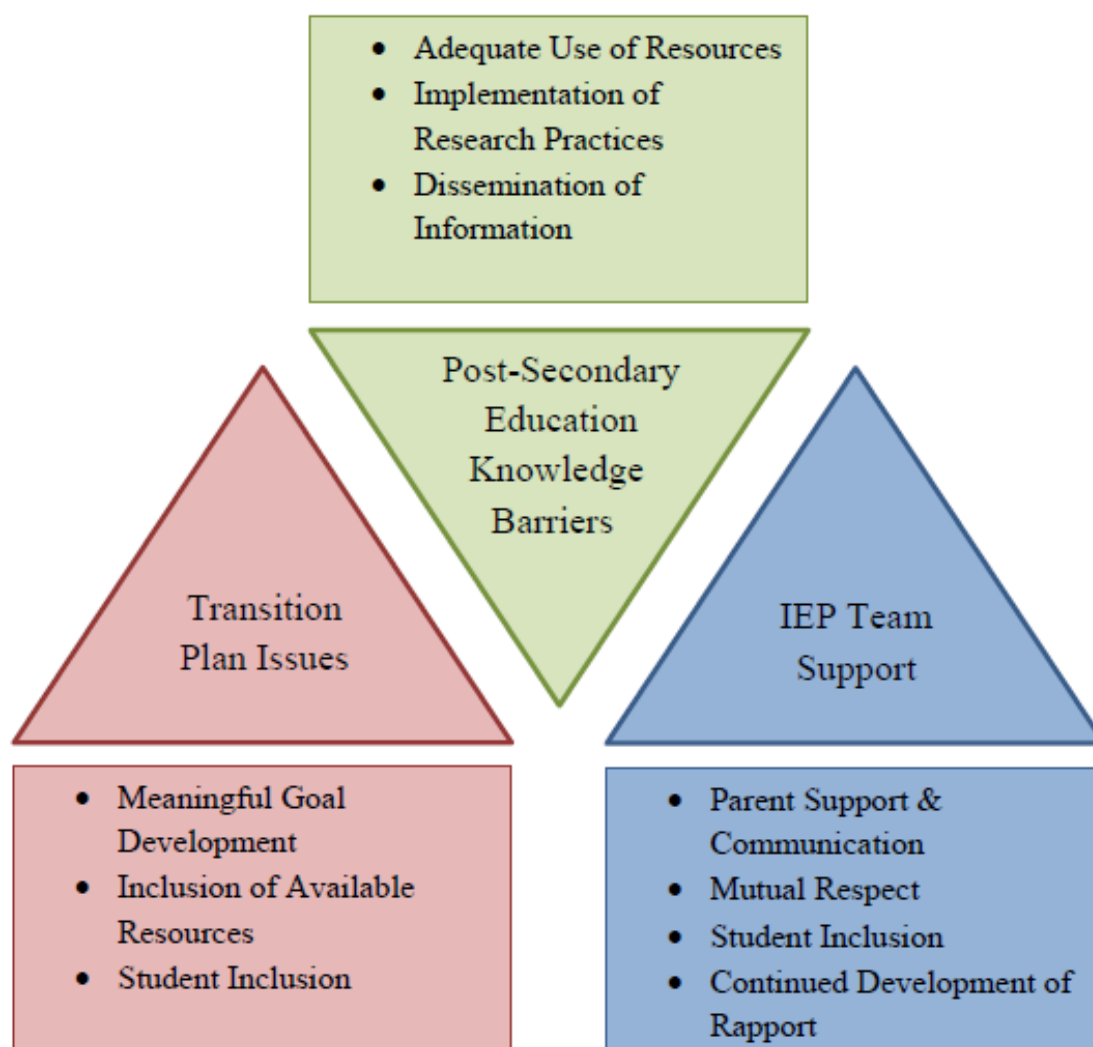 • Adequate Use of Resources
• Implementation of
Research Practices
• Dissemination of
Information
Post-Secondary
Education
Knowledge
Barriers
Transition
Plan Issues
IEP Team
Support
• Meaningful Goal
Development
• Inclusion of Available
Resources
• Student Inclusion
• Parent Support &
Communication
• Mutual Respect
• Student Inclusion
• Continued Development of
Rapport